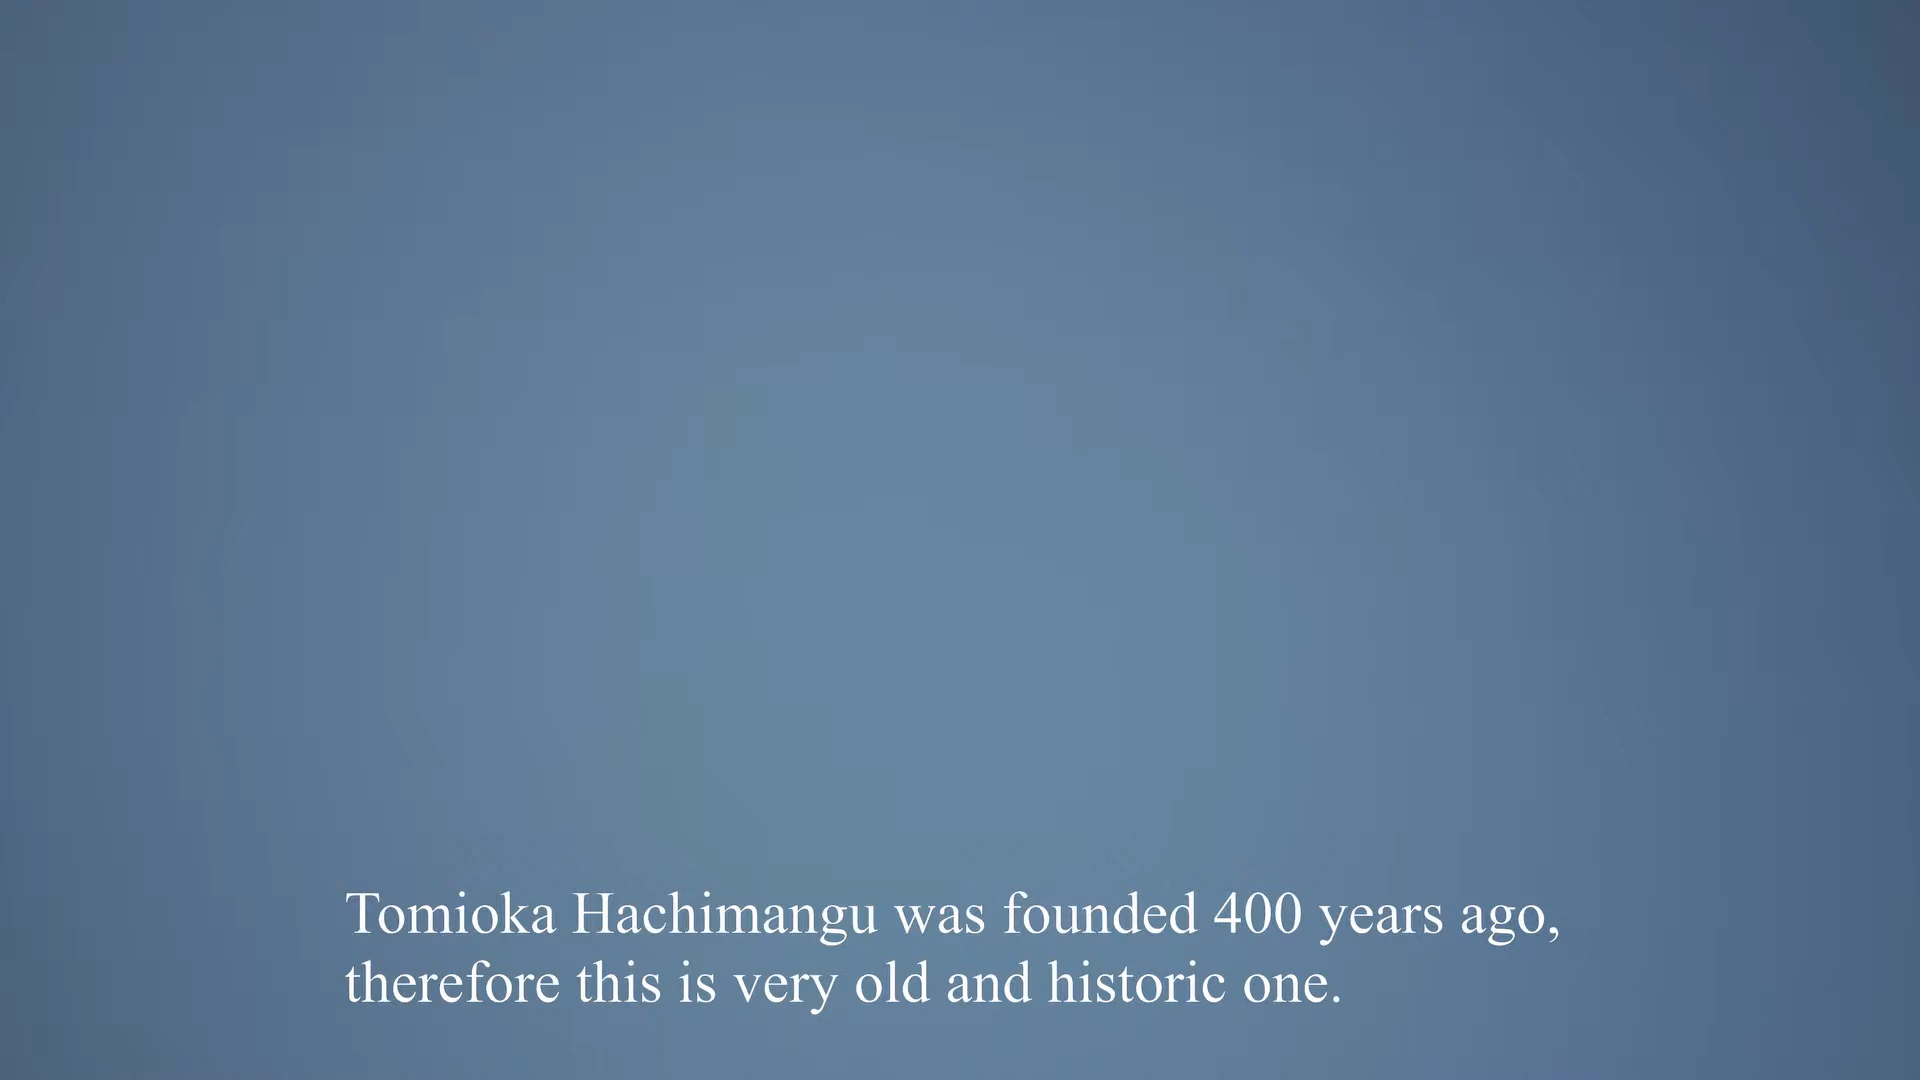 Tomioka Hachimangu was founded 400 years ago,
therefore this is very old and historic one.